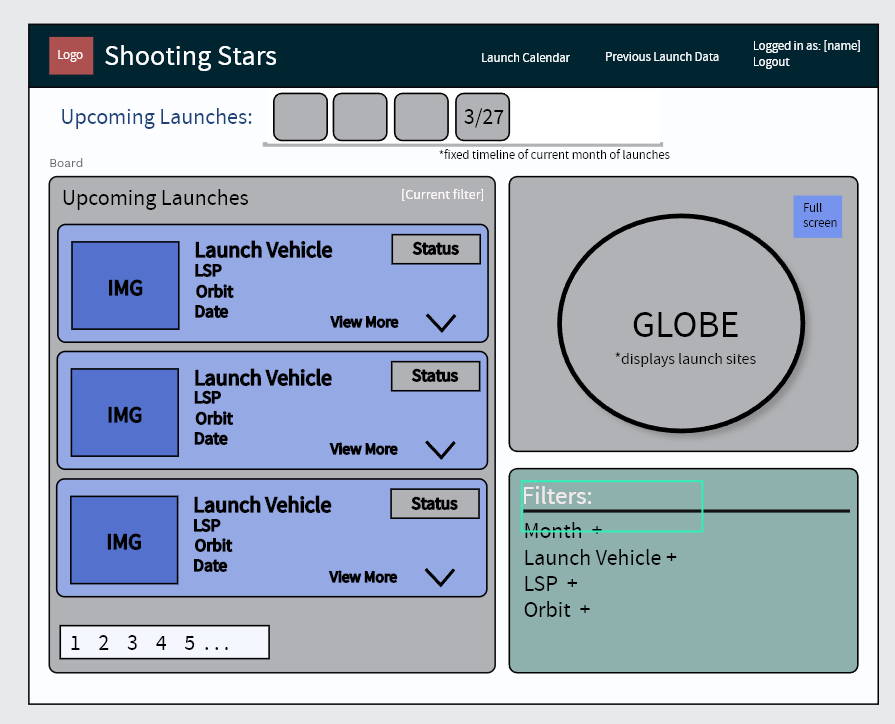 Logo
Shooting Stars
Launch Calendar
Previous Launch Data
Logged in as: [name]
Logout
Upcoming Launches:
3/27
*fixed timeline of current month of launches
Board
Upcoming Launches
[Current filter]
IMG
Launch Vehicle
LSP
Orbit
Date
Status
View More
IMG
Launch Vehicle
LSP
Orbit
Date
Status
View More
IMG
Launch Vehicle
LSP
Orbit
Date
Status
View More
1 2 3 4 5 ...
Full
screen
GLOBE
*displays launch sites
Filters:
Month +
Launch Vehicle +
LSP +
Orbit +